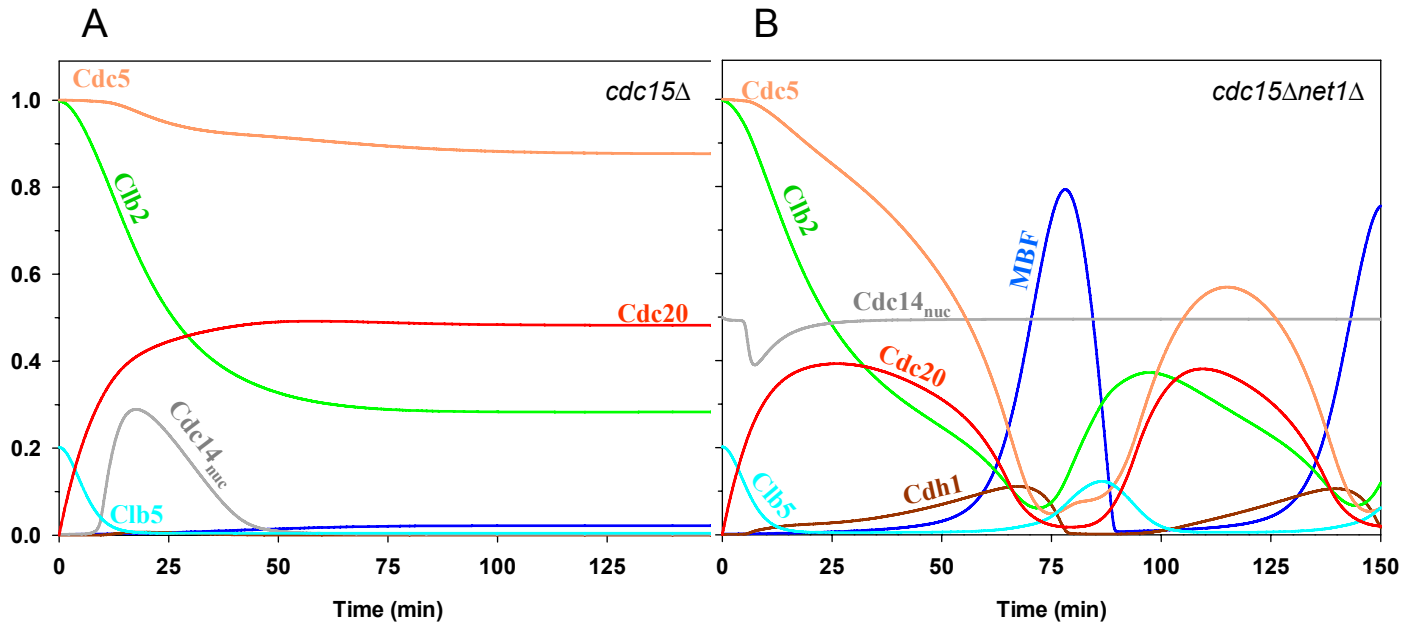 A
B
Cdc5
cdc15Δ
Cdc5
cdc15Δnet1Δ
1.0
0.8
0.6
0.4
0.2
0.0
Clb2
Cdc20
Cdc14nuc
Clb5
Clb2
MBF
Cdc14nuc
Cdc20
Cdh1
Clb5
0 25 50 75 100 125
0 25 50 75 100 125 150
Time (min)
Time (min)